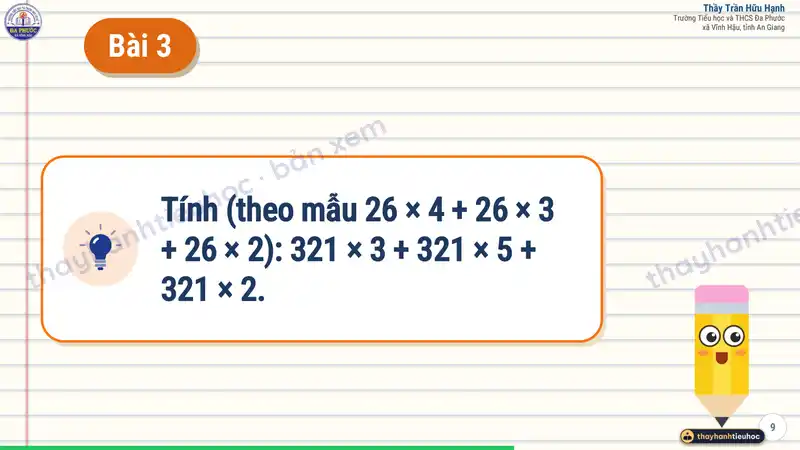 Thầy Trần Hữu Hạnh
Trường Tiểu học và THCS Đa Phước
xã Vĩnh Hậu, tỉnh An Giang
ĐA PHƯỚC
Bài 3
thayhanhtieuhoc · bản xem
Tính (theo mẫu 26 × 4 + 26 × 3
+ 26 × 2): 321 × 3 + 321 × 5 +
321 × 2.
thayhanhtie
thayhanhtieuhoc
9